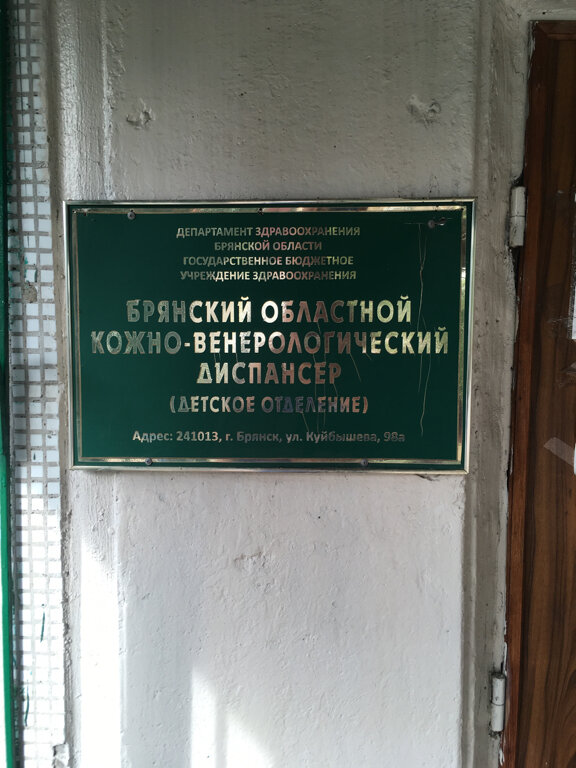 ДЕПАРТАМЕНТ ЗДРАВООХРАНЕНИЯ
БРЯНСКОЙ ОБЛАСТИ
ГОСУДАРСТВЕННОЕ БЮДЖЕТНОЕ
УЧРЕЖДЕНИЕ ЗДРАВООХРАНЕНИЯ
БРЯНСКИЙ ОБЛАСТНОЙ
КОЖНО-ВЕНЕРОЛОГИЧЕСКИЙ
ДИСПАНСЕР
(ДЕТСКОЕ ОТДЕЛЕНИЕ)
Адрес: 241013, г. Брянск, ул. Куйбышева, 98а